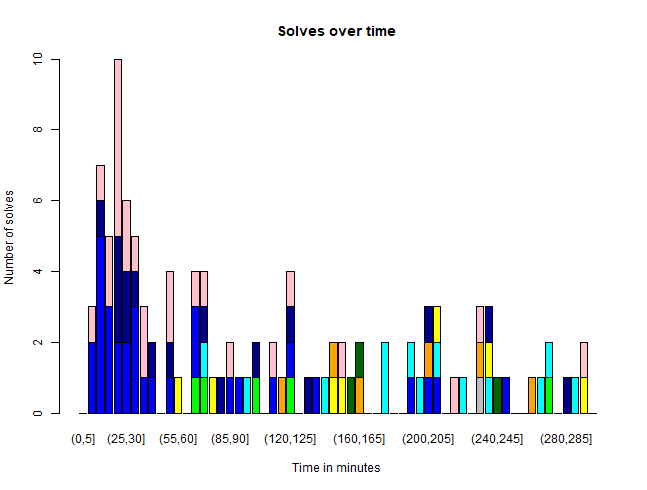 Solves over time
Number of solves
10
8
6
4
2
0
(0,5] (25,30] (55,60] (85,90] (120,125] (160,165] (200,205] (240,245] (280,285]
Time in minutes